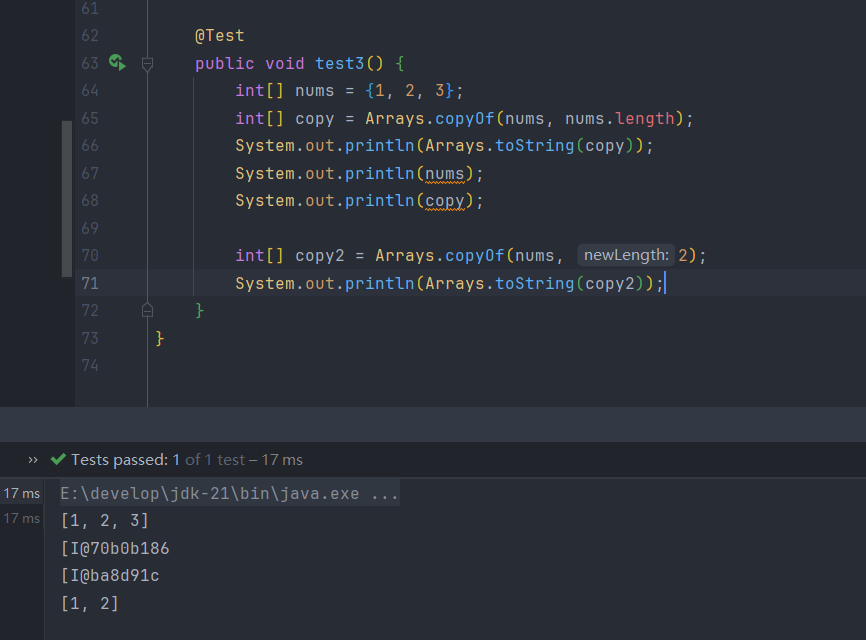 61
62 @Test
63 public void test3() {
64 int[] nums = {1, 2, 3};
65 int[] copy = Arrays.copyOf(nums, nums.length);
66 System.out.println(Arrays.toString(copy));
67 System.out.println(nums);
68 System.out.println(copy);
69
70 int[] copy2 = Arrays.copyOf(nums, newLength: 2);
71 System.out.println(Arrays.toString(copy2));
72 }
73 }
74
›› Tests passed: 1 of 1 test – 17 ms
17 ms E:\develop\jdk-21\bin\java.exe ...
17 ms [1, 2, 3]
[I@70b0b186
[I@ba8d91c
[1, 2]